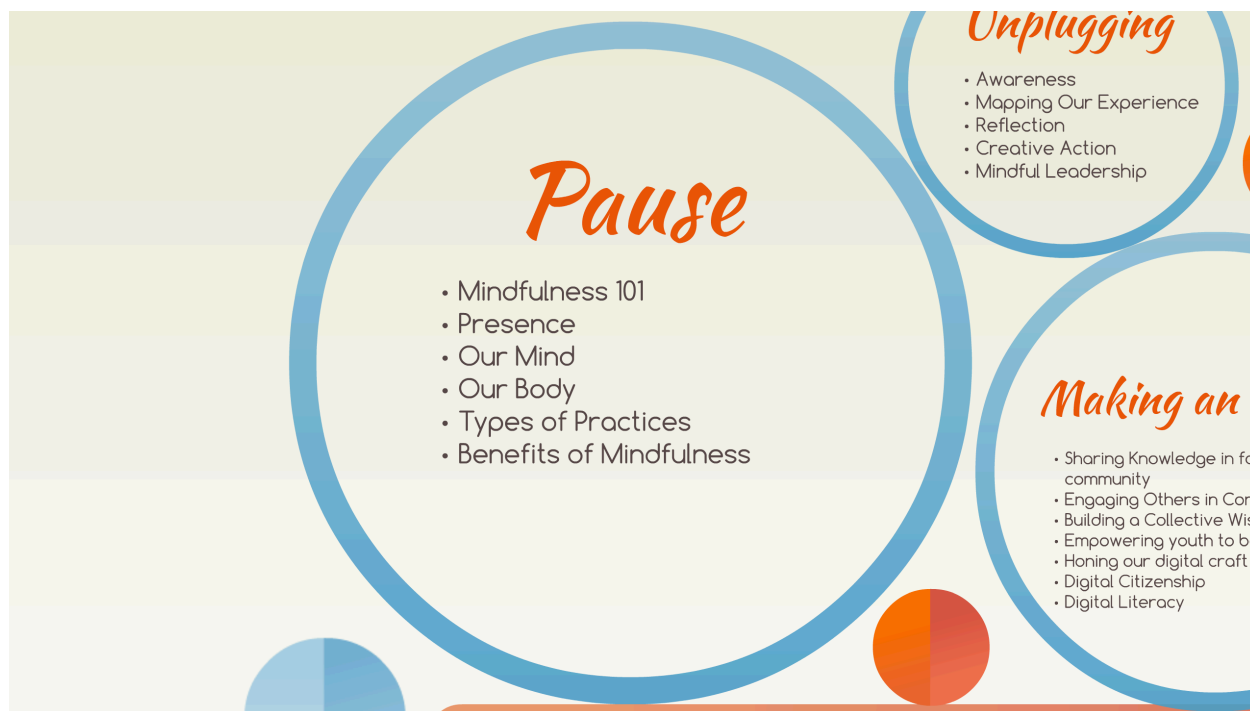 Pause
• Mindfulness 101
• Presence
• Our Mind
• Our Body
• Types of Practices
• Benefits of Mindfulness
Unplugging
• Awareness
• Mapping Our Experience
• Reflection
• Creative Action
• Mindful Leadership
Making an
• Sharing Knowledge in
community
• Engaging Others in
• Building a Collective
• Empowering youth to
• Honing our digital craft
• Digital Citizenship
• Digital Literacy